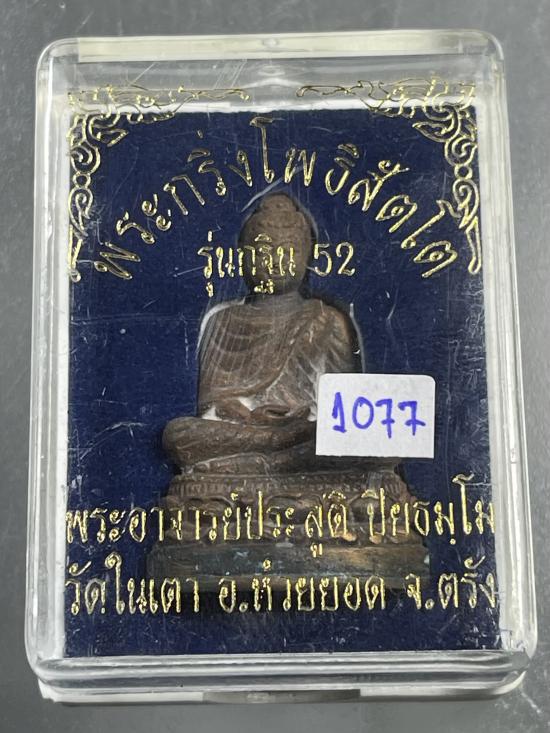 พระกริ่งโพธิสัตโต
รุ่นกฐิน 52
1077
พระอาจารย์ประสูติ ปิยธมฺโม
วัดในเตา อ.ห้วยยอด จ.ตรัง